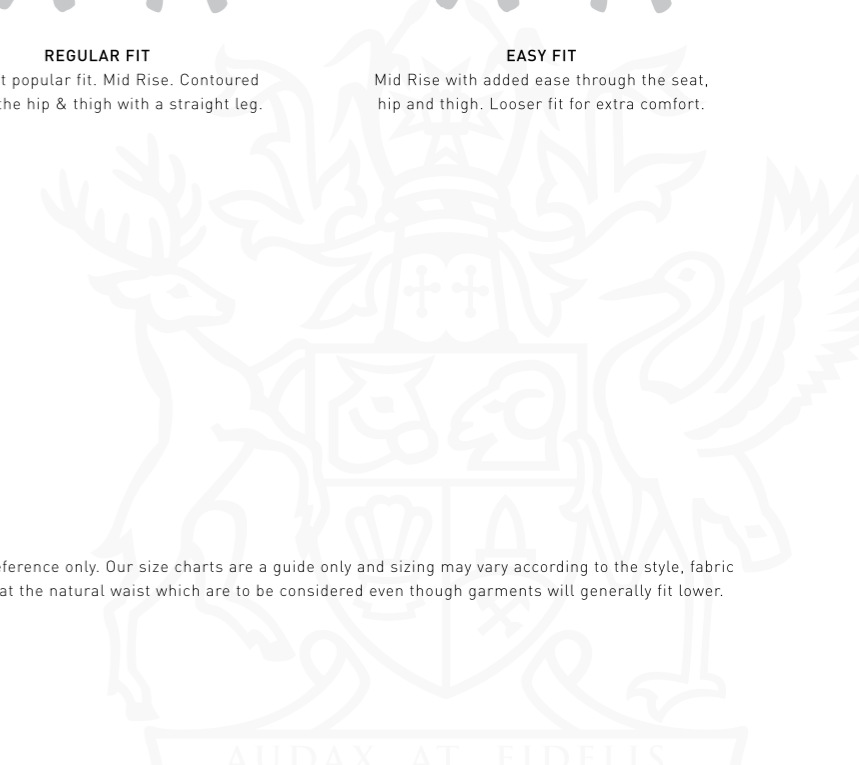 REGULAR FIT
t popular fit. Mid Rise. Contoured
the hip & thigh with a straight leg.
EASY FIT
Mid Rise with added ease through the seat,
hip and thigh. Looser fit for extra comfort.
eference only. Our size charts are a guide only and sizing may vary according to the style, fabric
at the natural waist which are to be considered even though garments will generally fit lower.
AUDAX AT FIDELIS